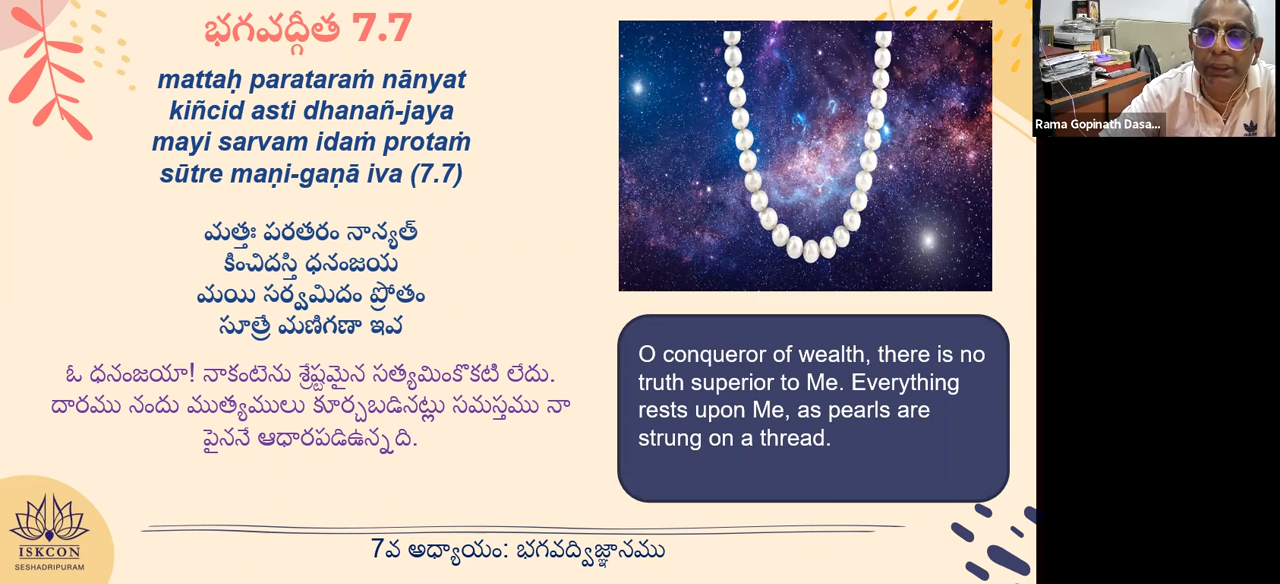 భగవద్గీత 7.7
mattaḥ parataraṁ nānyat
kiñcid asti dhanañ-jaya
mayi sarvam idaṁ protaṁ
sūtre maṇi-gaṇā iva (7.7)
మత్తః పరతరం నాన్యత్
కించిదస్తి ధనంజయ
మయి సర్వమిదం ప్రోతం
సూత్రే మణిగణా ఇవ
ఓ ధనంజయా! నాకంటెను శ్రేష్టమైన సత్యమింకొకటి లేదు.
దారము నందు ముత్యములు కూర్చబడినట్లు సమస్తము నా
పైననే ఆధారపడిఉన్నది.
O conqueror of wealth, there is no
truth superior to Me. Everything
rests upon Me, as pearls are
strung on a thread.
7వ అధ్యాయం: భగవద్విజ్ఞానము
ISKCON
SESHADRIPURAM
Rama Gopinath Dasa...